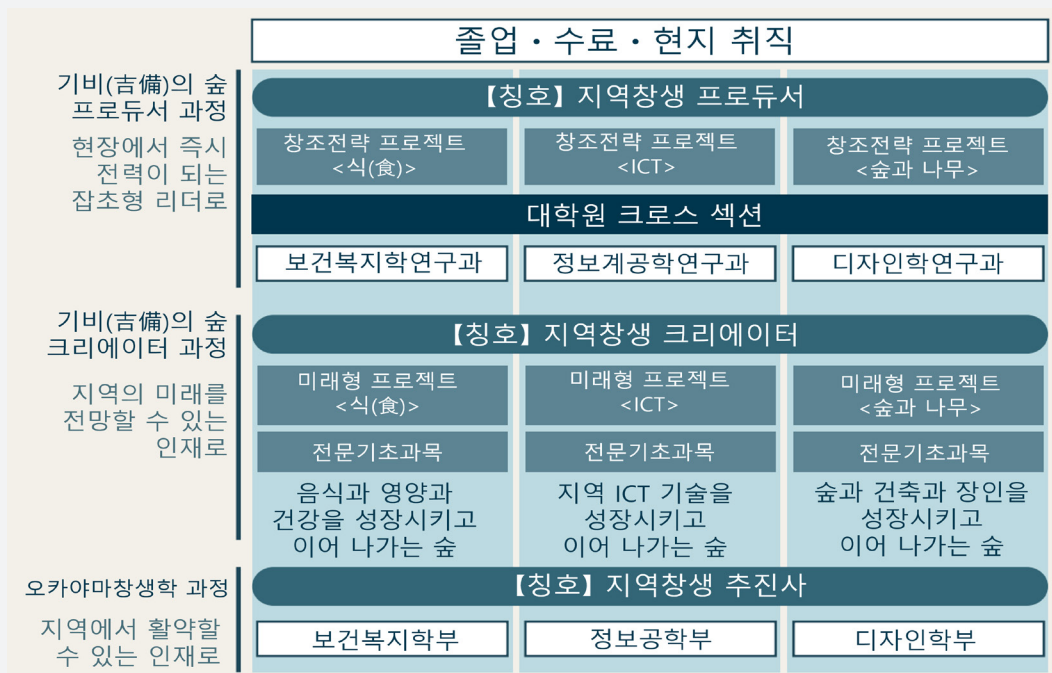 졸업・수료・현지 취직
기비(吉備)의 숲
프로듀서 과정
현장에서 즉시
전력이 되는
잡초형 리더로
【칭호】 지역창생 프로듀서
창조전략 프로젝트
<식(食)>
창조전략 프로젝트
<ICT>
창조전략 프로젝트
<숲과 나무>
대학원 크로스 섹션
보건복지학연구과
정보계공학연구과
디자인학연구과
기비(吉備)의 숲
크리에이터 과정
지역의 미래를
전망할 수 있는
인재로
【칭호】 지역창생 크리에이터
미래형 프로젝트
<식(食)>
미래형 프로젝트
<ICT>
미래형 프로젝트
<숲과 나무>
전문기초과목
전문기초과목
전문기초과목
음식과 영양과
건강을 성장시키고
이어 나가는 숲
지역 ICT 기술을
성장시키고
이어 나가는 숲
숲과 건축과 장인을
성장시키고
이어 나가는 숲
오카야마창생학 과정
지역에서 활약할
수 있는 인재로
【칭호】 지역창생 추진사
보건복지학부
정보공학부
디자인학부